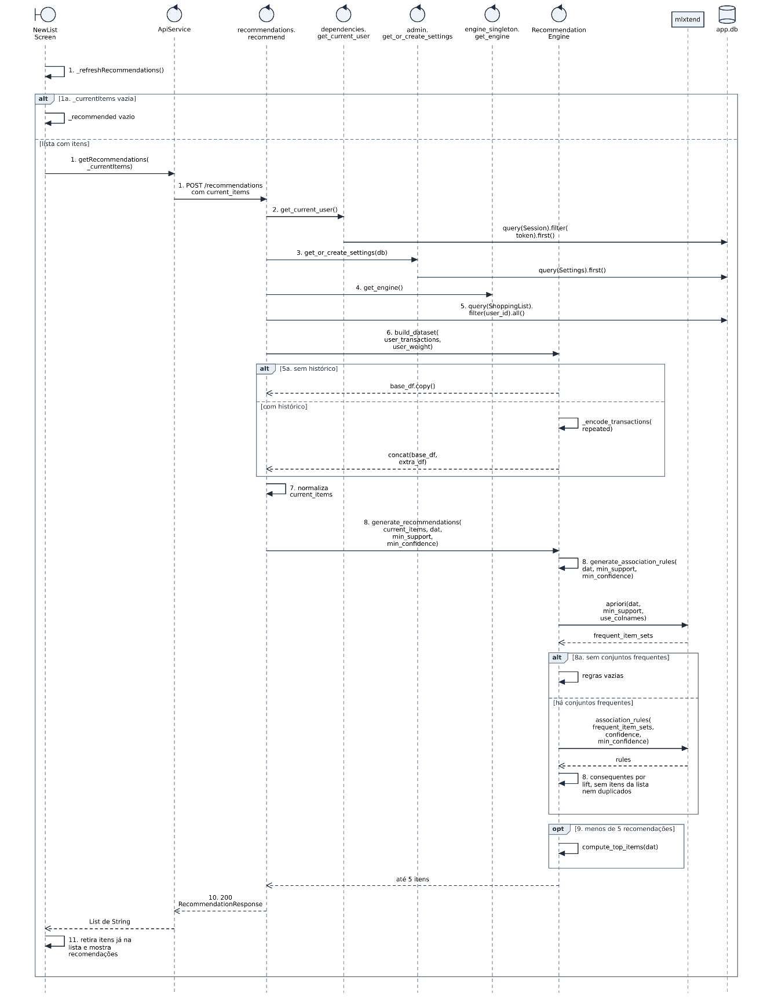 NewList
Screen
ApiService
recommendations.
recommend
dependencies.
get_current_user
admin.
get_or_create_settings
engine_singleton.
get_engine
Recommendation
Engine
mlxtend
app.db
1. _refreshRecommendations()
alt
[1a. _currentItems vazia]
_recommended vazio
[lista com itens]
1. getRecommendations(
_currentItems)
1. POST /recommendations
com current_items
2. get_current_user()
query(Session).filter(
token).first()
3. get_or_create_settings(db)
query(Settings).first()
4. get_engine()
5. query(ShoppingList).
filter(user_id).all()
6. build_dataset(
user_transactions,
user_weight)
alt
[5a. sem histórico]
base_df.copy()
[com histórico]
_encode_transactions(
repeated)
concat(base_df,
extra_df)
7. normaliza
current_items
8. generate_recommendations(
current_items, dat,
min_support,
min_confidence)
8. generate_association_rules(
dat, min_support,
min_confidence)
apriori(dat,
min_support,
use_colnames)
frequent_item_sets
alt
[8a. sem conjuntos frequentes]
regras vazias
[há conjuntos frequentes]
association_rules(
frequent_item_sets,
confidence,
min_confidence)
rules
8. consequentes por
lift, sem itens da lista
nem duplicados
opt
[9. menos de 5 recomendações]
compute_top_items(dat)
até 5 itens
10. 200
RecommendationResponse
List de String
11. retira itens já na
lista e mostra
recomendações